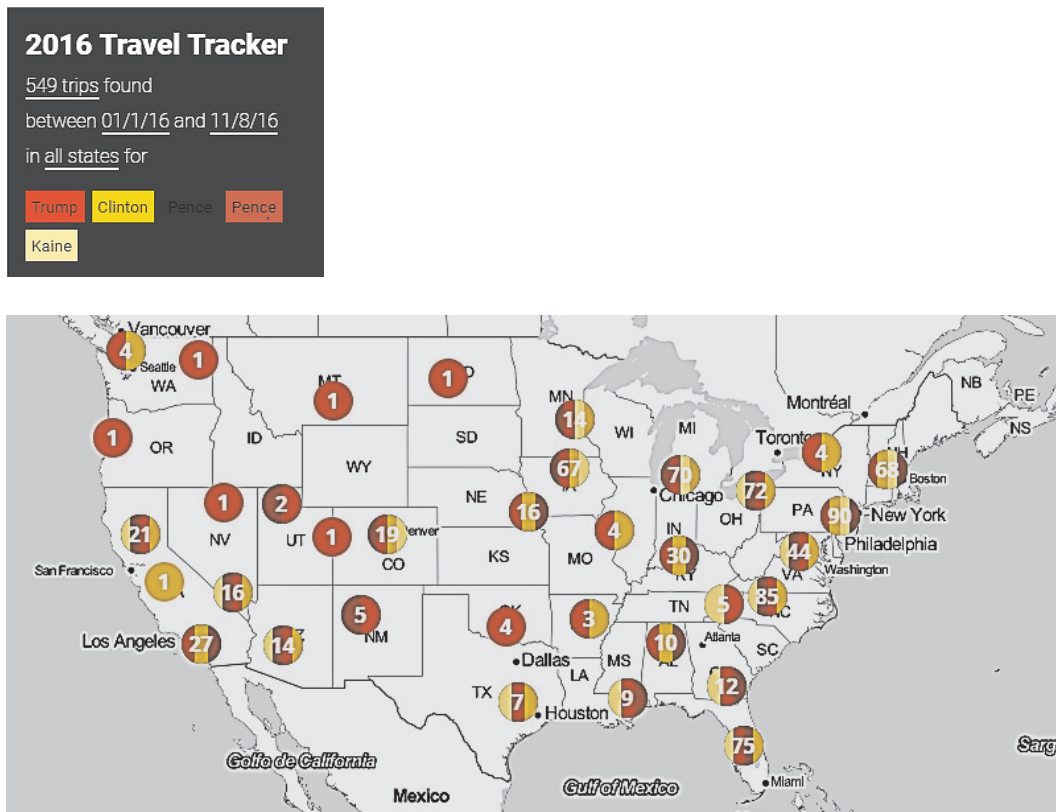 2016 Travel Tracker
549 trips found
between 01/1/16 and 11/8/16
in all states for
Trump Clinton Pence Pence
Kaine
Vancouver
4
1
Seattle
WA
MT
1
1
NB
PE
NS
MN
14
Montréal
1
OR
ID
SD
WI
MI
Toronto
4
NY
NH
68
Boston
WY
67
70
Chicago
72
1
2
NE
16
IN
OH
PA
90
New York
21
NV
UT
1
19
CO
KS
MO
4
30
KY
Philadelphia
44
VA
Washington
San Francisco
1
16
TN
5
85
NC
5
NM
4
3
Atlanta
SC
Los Angeles
27
14
Dallas
MS
10
AL
LA
TX
7
Houston
9
12
75
Miami
Golfo de California
Mexico
Gulf of Mexico
Sarg